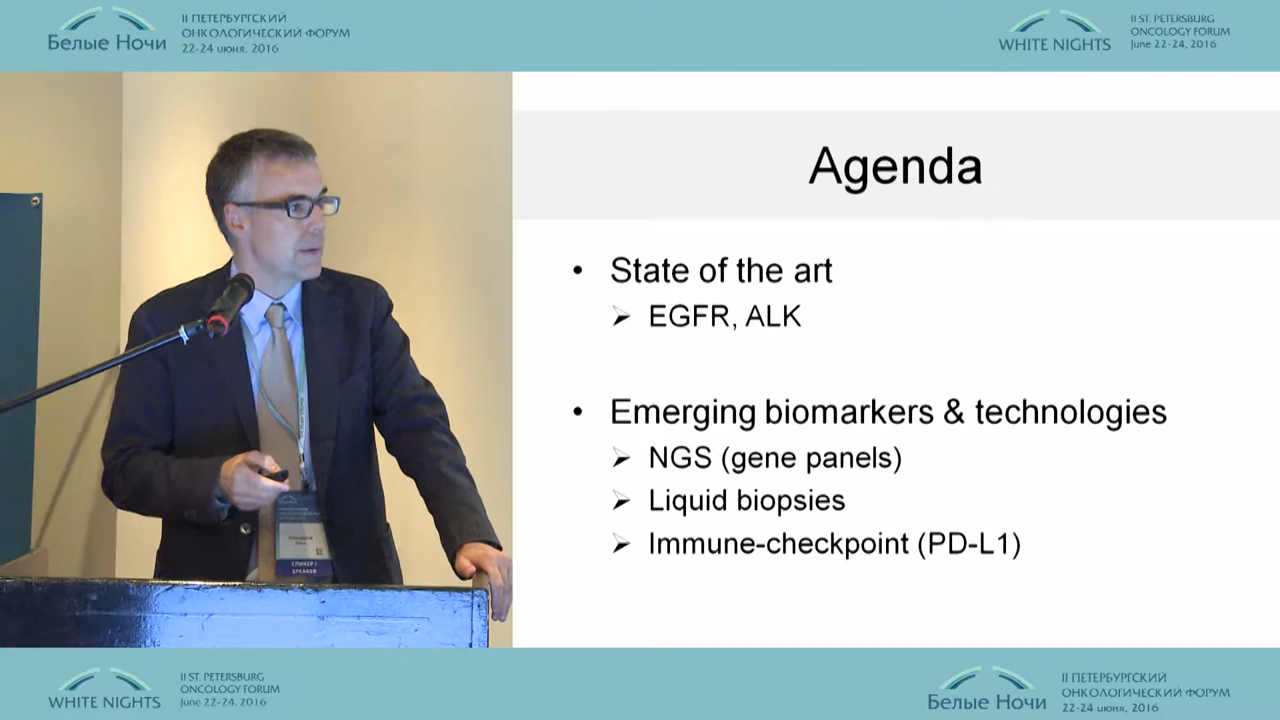 Белые Ночи
II ПЕТЕРБУРГСКИЙ
ОНКОЛОГИЧЕСКИЙ ФОРУМ
22-24 июня, 2016
WHITE NIGHTS
II ST. PETERSBURG
ONCOLOGY FORUM
June 22-24, 2016
Agenda
• State of the art
➢ EGFR, ALK
• Emerging biomarkers & technologies
➢ NGS (gene panels)
➢ Liquid biopsies
➢ Immune-checkpoint (PD-L1)
СПИКЕР /
SPEAKER
WHITE NIGHTS
II ST. PETERSBURG
ONCOLOGY FORUM
June 22-24, 2016
Белые Ночи
II ПЕТЕРБУРГСКИЙ
ОНКОЛОГИЧЕСКИЙ ФОРУМ
22-24 июня, 2016